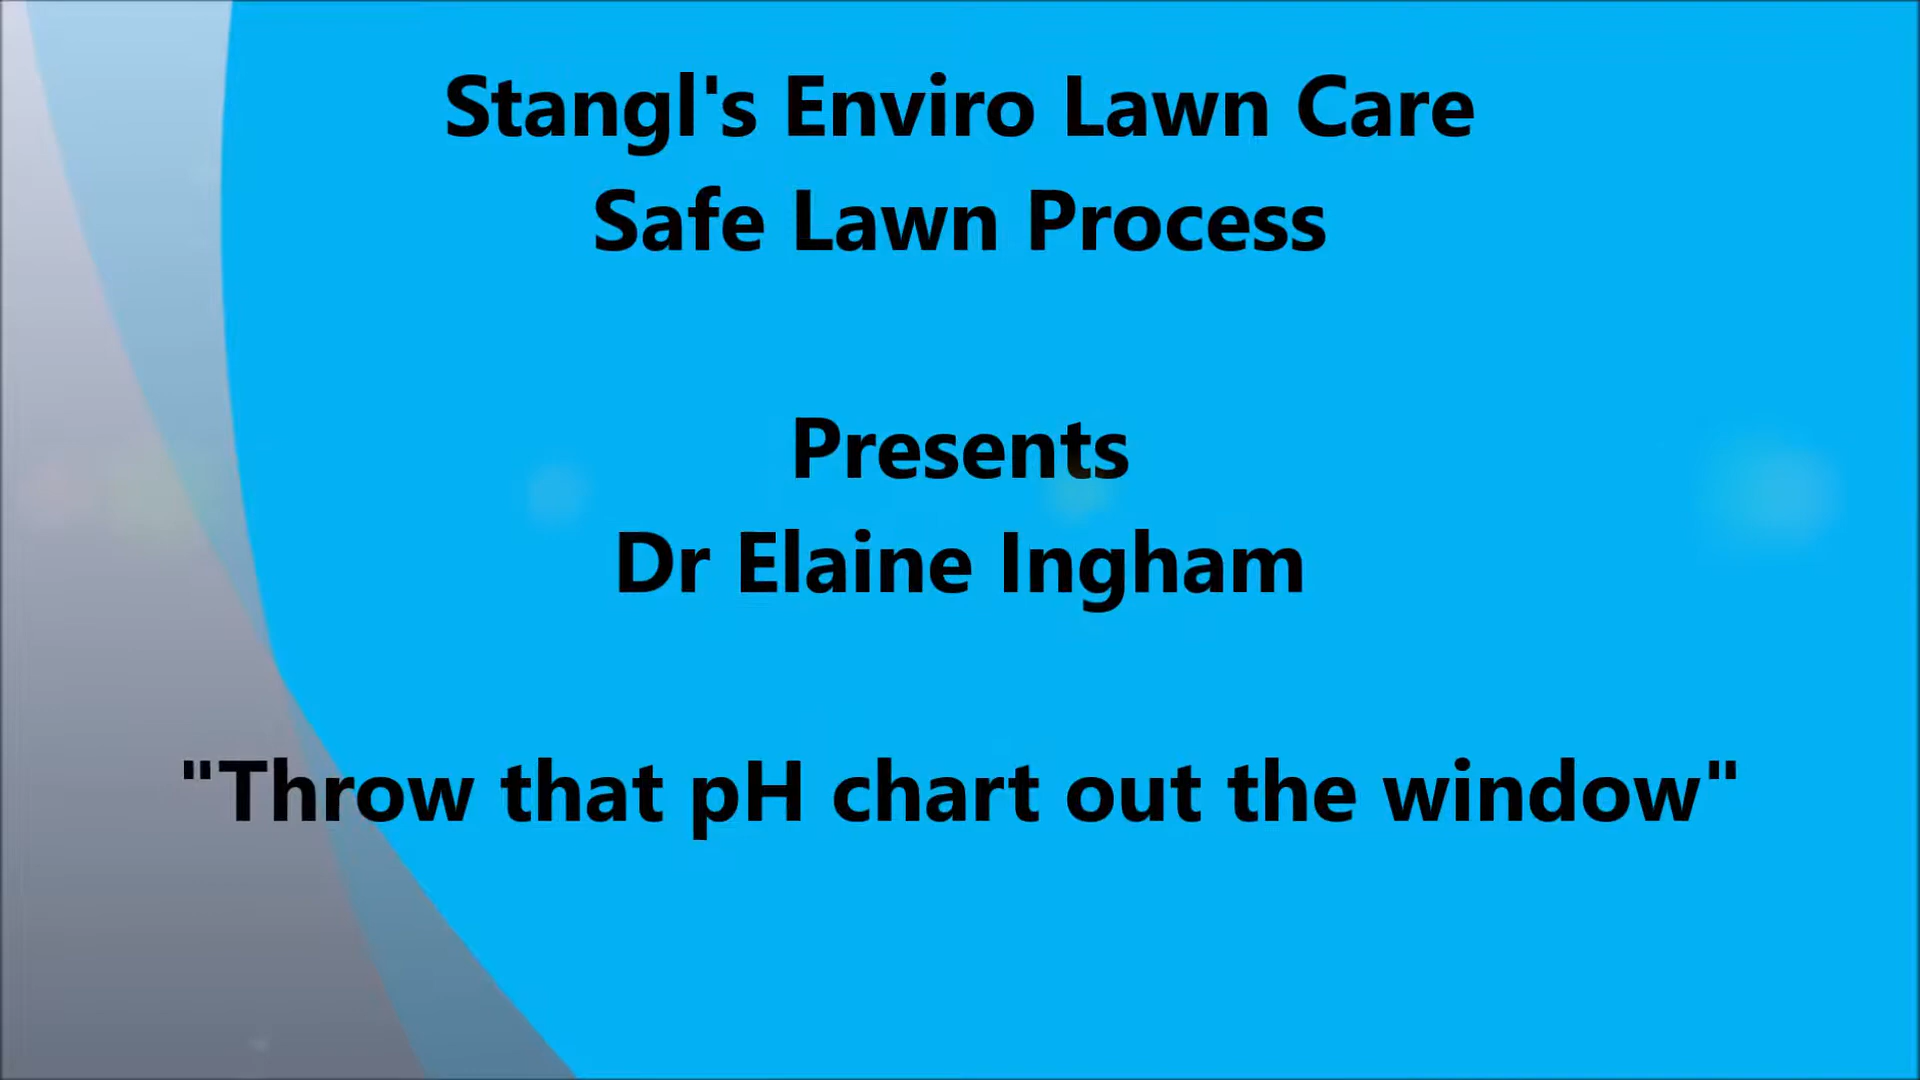 Stangl's Enviro Lawn Care
Safe Lawn Process
Presents
Dr Elaine Ingham
"Throw that pH chart out the window"